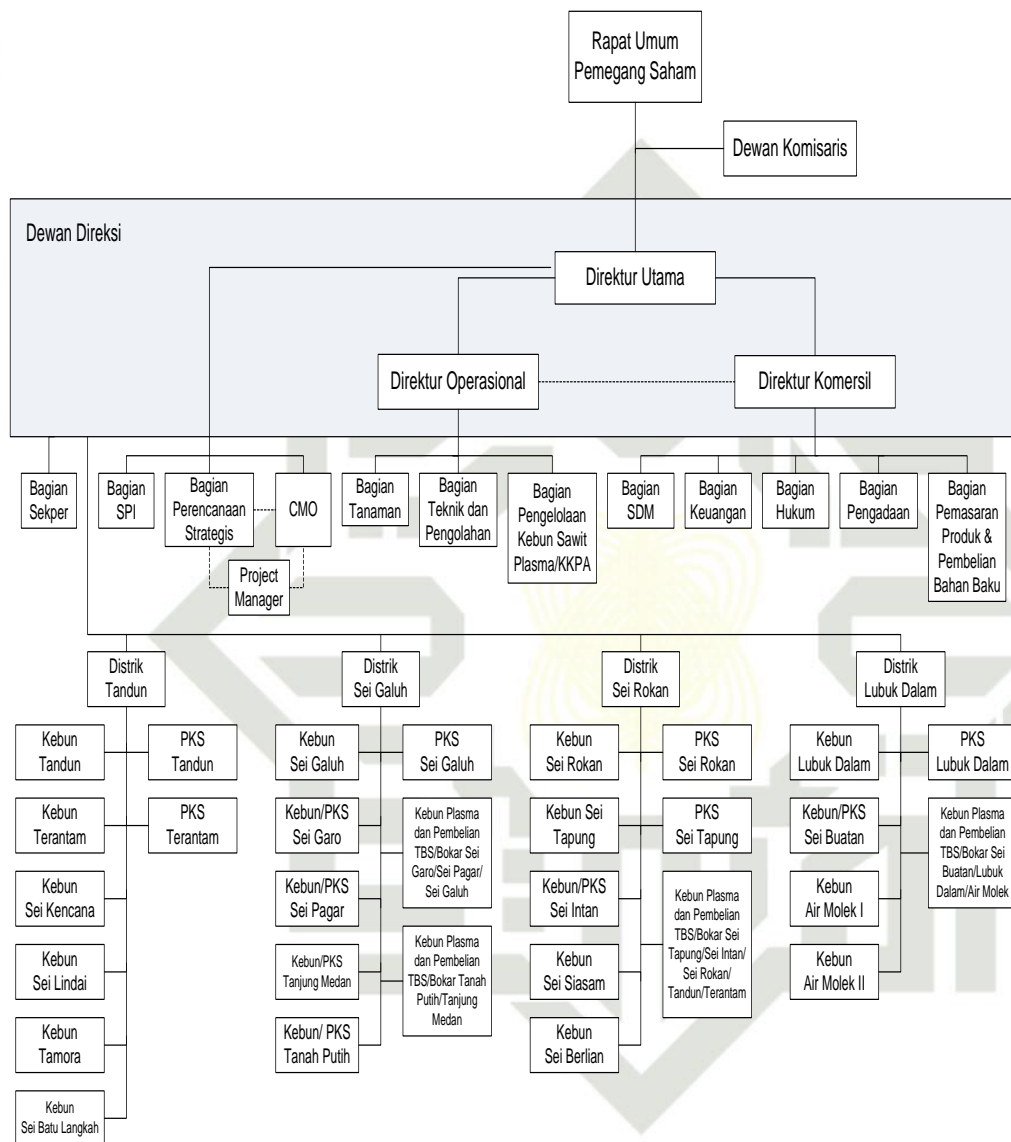 Rapat Umum
Pemegang Saham
Dewan Komisaris
Dewan Direksi
Direktur Utama
Direktur Operasional
Direktur Komersil
Bagian
Sekper
Bagian
SPI
Bagian
Perencanaan
Strategis
CMO
Project
Manager
Bagian
Tanaman
Bagian
Teknik dan
Pengolahan
Bagian
Pengelolaan
Kebun Sawit
Plasma/KKPA
Bagian
SDM
Bagian
Keuangan
Bagian
Hukum
Bagian
Pengadaan
Bagian
Pemasaran
Produk &
Pembelian
Bahan Baku
Distrik
Tandun
Distrik
Sei Galuh
Distrik
Sei Rokan
Distrik
Lubuk Dalam
Kebun
Tandun
PKS
Tandun
Kebun
Terantam
PKS
Terantam
Kebun
Sei Kencana
Kebun
Sei Lindai
Kebun
Tamora
Kebun
Sei Batu Langkah
Kebun
Sei Galuh
PKS
Sei Galuh
Kebun/PKS
Sei Garo
Kebun Plasma
dan Pembelian
TBS/Bokar Sei
Garo/Sei Pagar/
Sei Galuh
Kebun/PKS
Sei Pagar
Kebun/PKS
Tanjung Medan
Kebun Plasma
dan Pembelian
TBS/Bokar Tanah
Putih/Tanjung
Medan
Kebun/ PKS
Tanah Putih
Kebun
Sei Rokan
PKS
Sei Rokan
Kebun Sei
Tapung
PKS
Sei Tapung
Kebun/PKS
Sei Intan
Kebun Plasma
dan Pembelian
TBS/Bokar Sei
Tapung/Sei Intan/
Sei Rokan/
Tandun/Terantam
Kebun
Sei Siasam
Kebun
Sei Berlian
Kebun
Lubuk Dalam
PKS
Lubuk Dalam
Kebun/PKS
Sei Buatan
Kebun Plasma
dan Pembelian
TBS/Bokar Sei
Buatan/Lubuk
Dalam/Air Molek
Kebun
Air Molek I
Kebun
Air Molek II